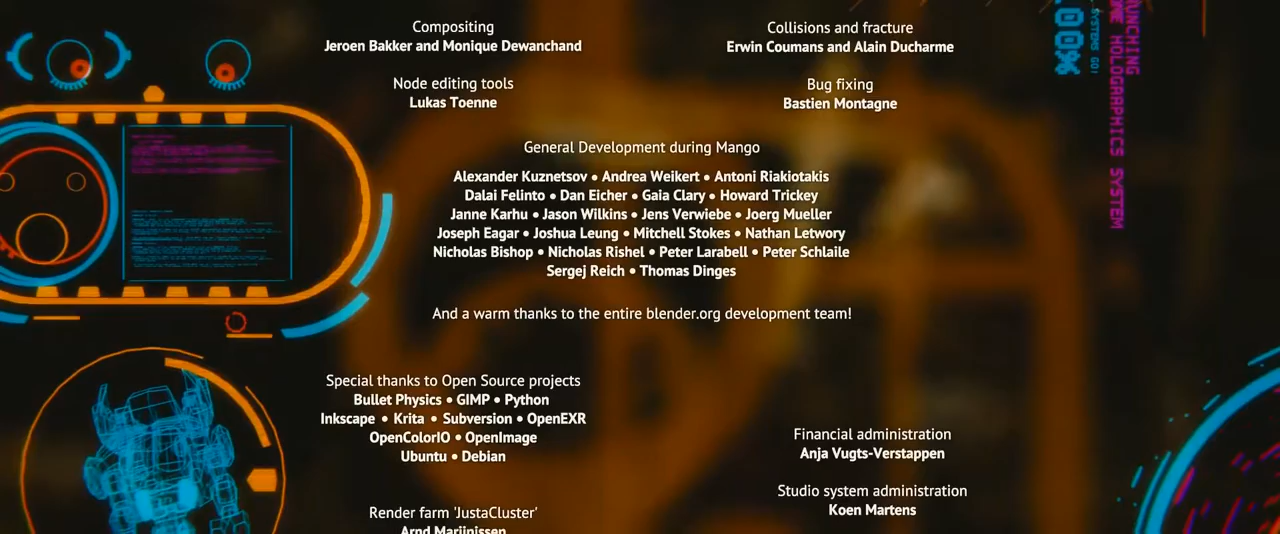 Compositing
Jeroen Bakker and Monique Dewanchand
Collisions and fracture
Erwin Coumans and Alain Ducharme
Node editing tools
Lukas Toenne
Bug fixing
Bastien Montagne
General Development during Mango
Alexander Kuznetsov • Andrea Weikert • Antoni Riakiotakis
Dalai Felinto • Dan Eicher • Gaia Clary • Howard Trickey
Janne Karhu • Jason Wilkins • Jens Verwiebe • Joerg Mueller
Joseph Eagar • Joshua Leung • Mitchell Stokes • Nathan Letwory
Nicholas Bishop • Nicholas Rishel • Peter Larabell • Peter Schlaile
Sergej Reich • Thomas Dinges
And a warm thanks to the entire blender.org development team!
Special thanks to Open Source projects
Bullet Physics • GIMP • Python
Inkscape • Krita • Subversion • OpenEXR
OpenColorIO • OpenImage
Ubuntu • Debian
Financial administration
Anja Vugts-Verstappen
Studio system administration
Koen Martens
Render farm 'JustaCluster'
Arnd Marijnissen
HOLOGRAPHICS SYSTEM
SYSTEMS GO!
00%